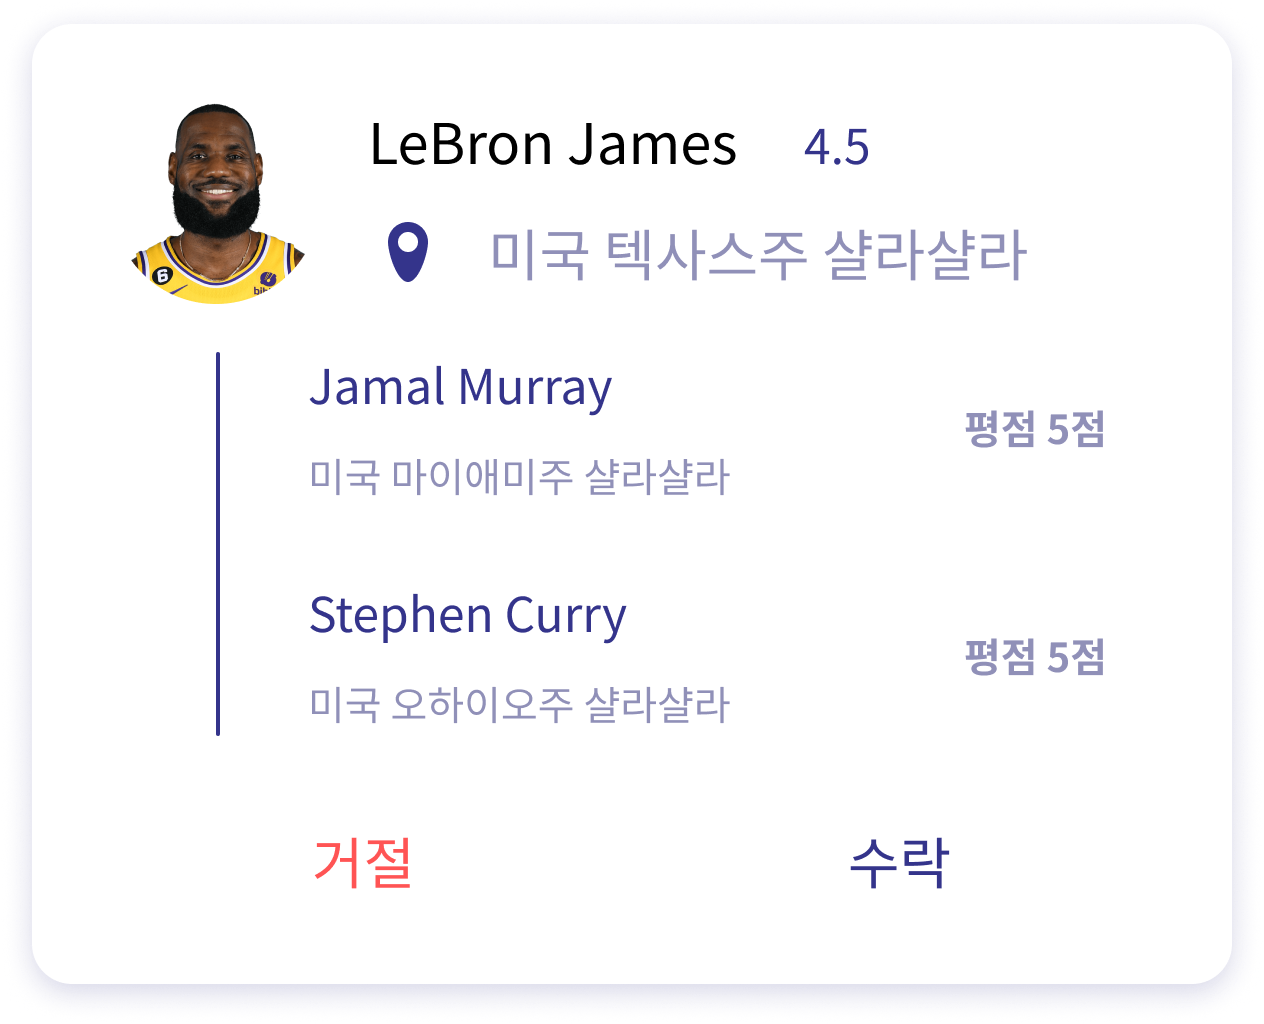 LeBron James 4.5
미국 텍사스주 샬라샬라
Jamal Murray
평점 5점
미국 마이애미주 샬라샬라
Stephen Curry
평점 5점
미국 오하이오주 샬라샬라
거절 수락
6